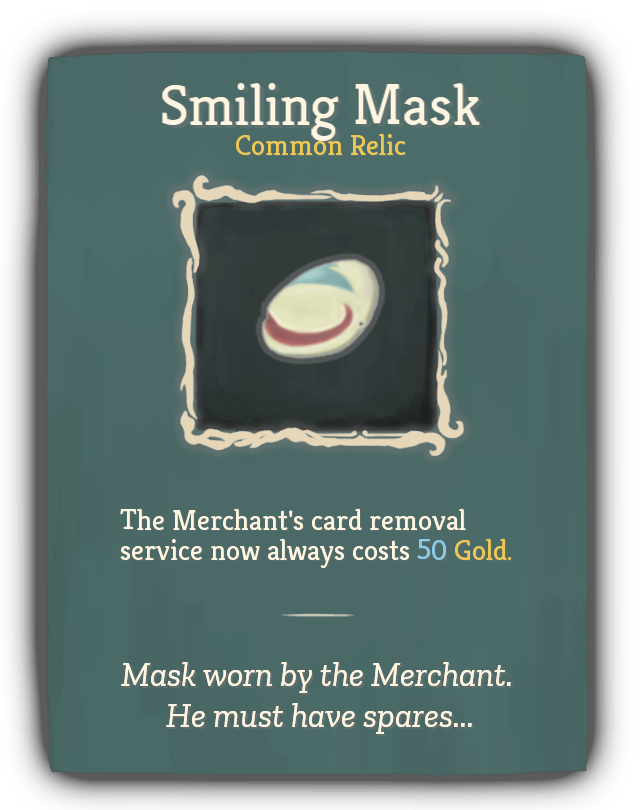 Smiling Mask
Common Relic
The Merchant's card removal
service now always costs 50 Gold.
Mask worn by the Merchant.
He must have spares...